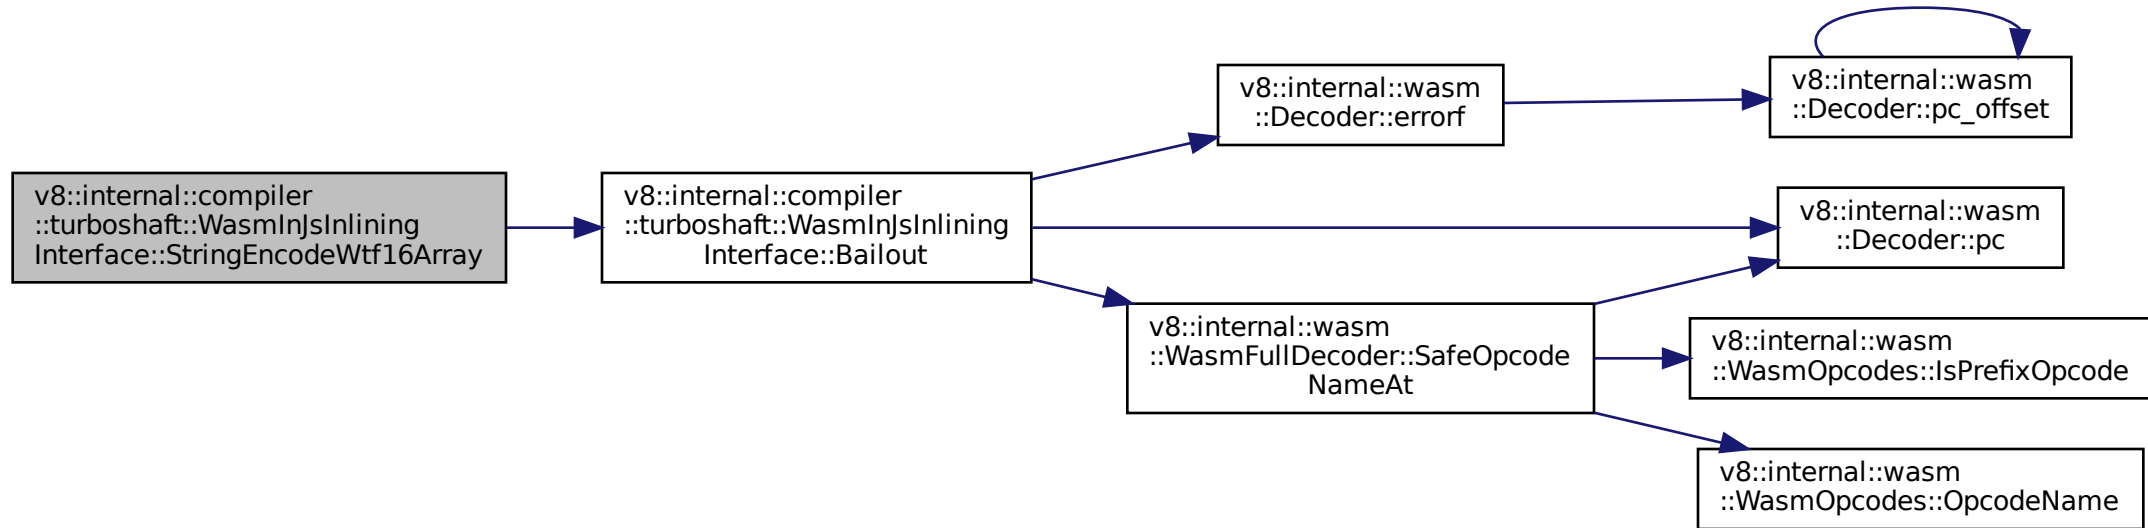 v8::internal::compiler
::turboshaft::WasmInJsInlining
Interface::StringEncodeWtf16Array
v8::internal::compiler
::turboshaft::WasmInJsInlining
Interface::Bailout
v8::internal::wasm
::Decoder::errorf
v8::internal::wasm
::Decoder::pc_offset
v8::internal::wasm
::Decoder::pc
v8::internal::wasm
::WasmFullDecoder::SafeOpcode
NameAt
v8::internal::wasm
::WasmOpcodes::IsPrefixOpcode
v8::internal::wasm
::WasmOpcodes::OpcodeName